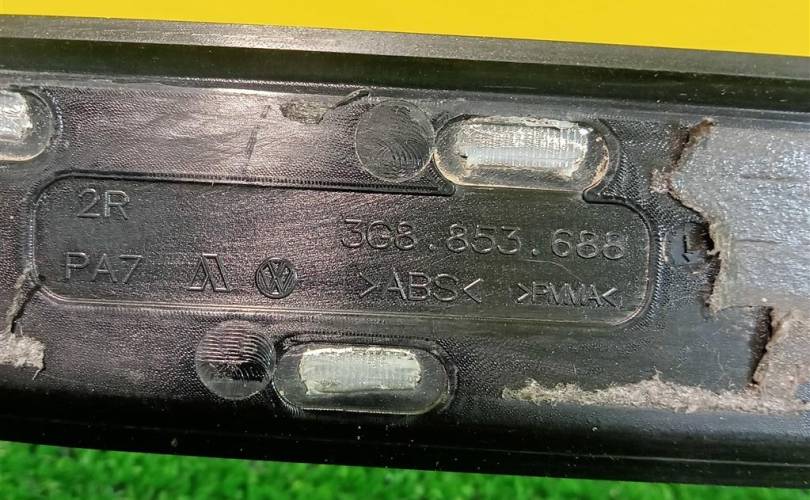 2R
3G8.853.688
PA7
>ABS<
>PMMA<